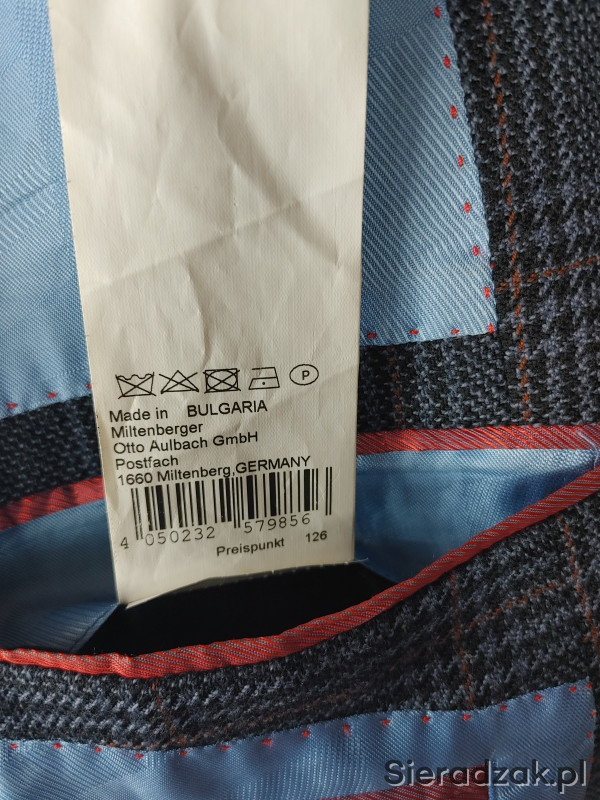 P
Made in BULGARIA
Miltenberger
Otto Aulbach GmbH
Postfach
1660 Miltenberg,GERMANY
4 050232 579856
Preispunkt 126
Sieradzak.pl